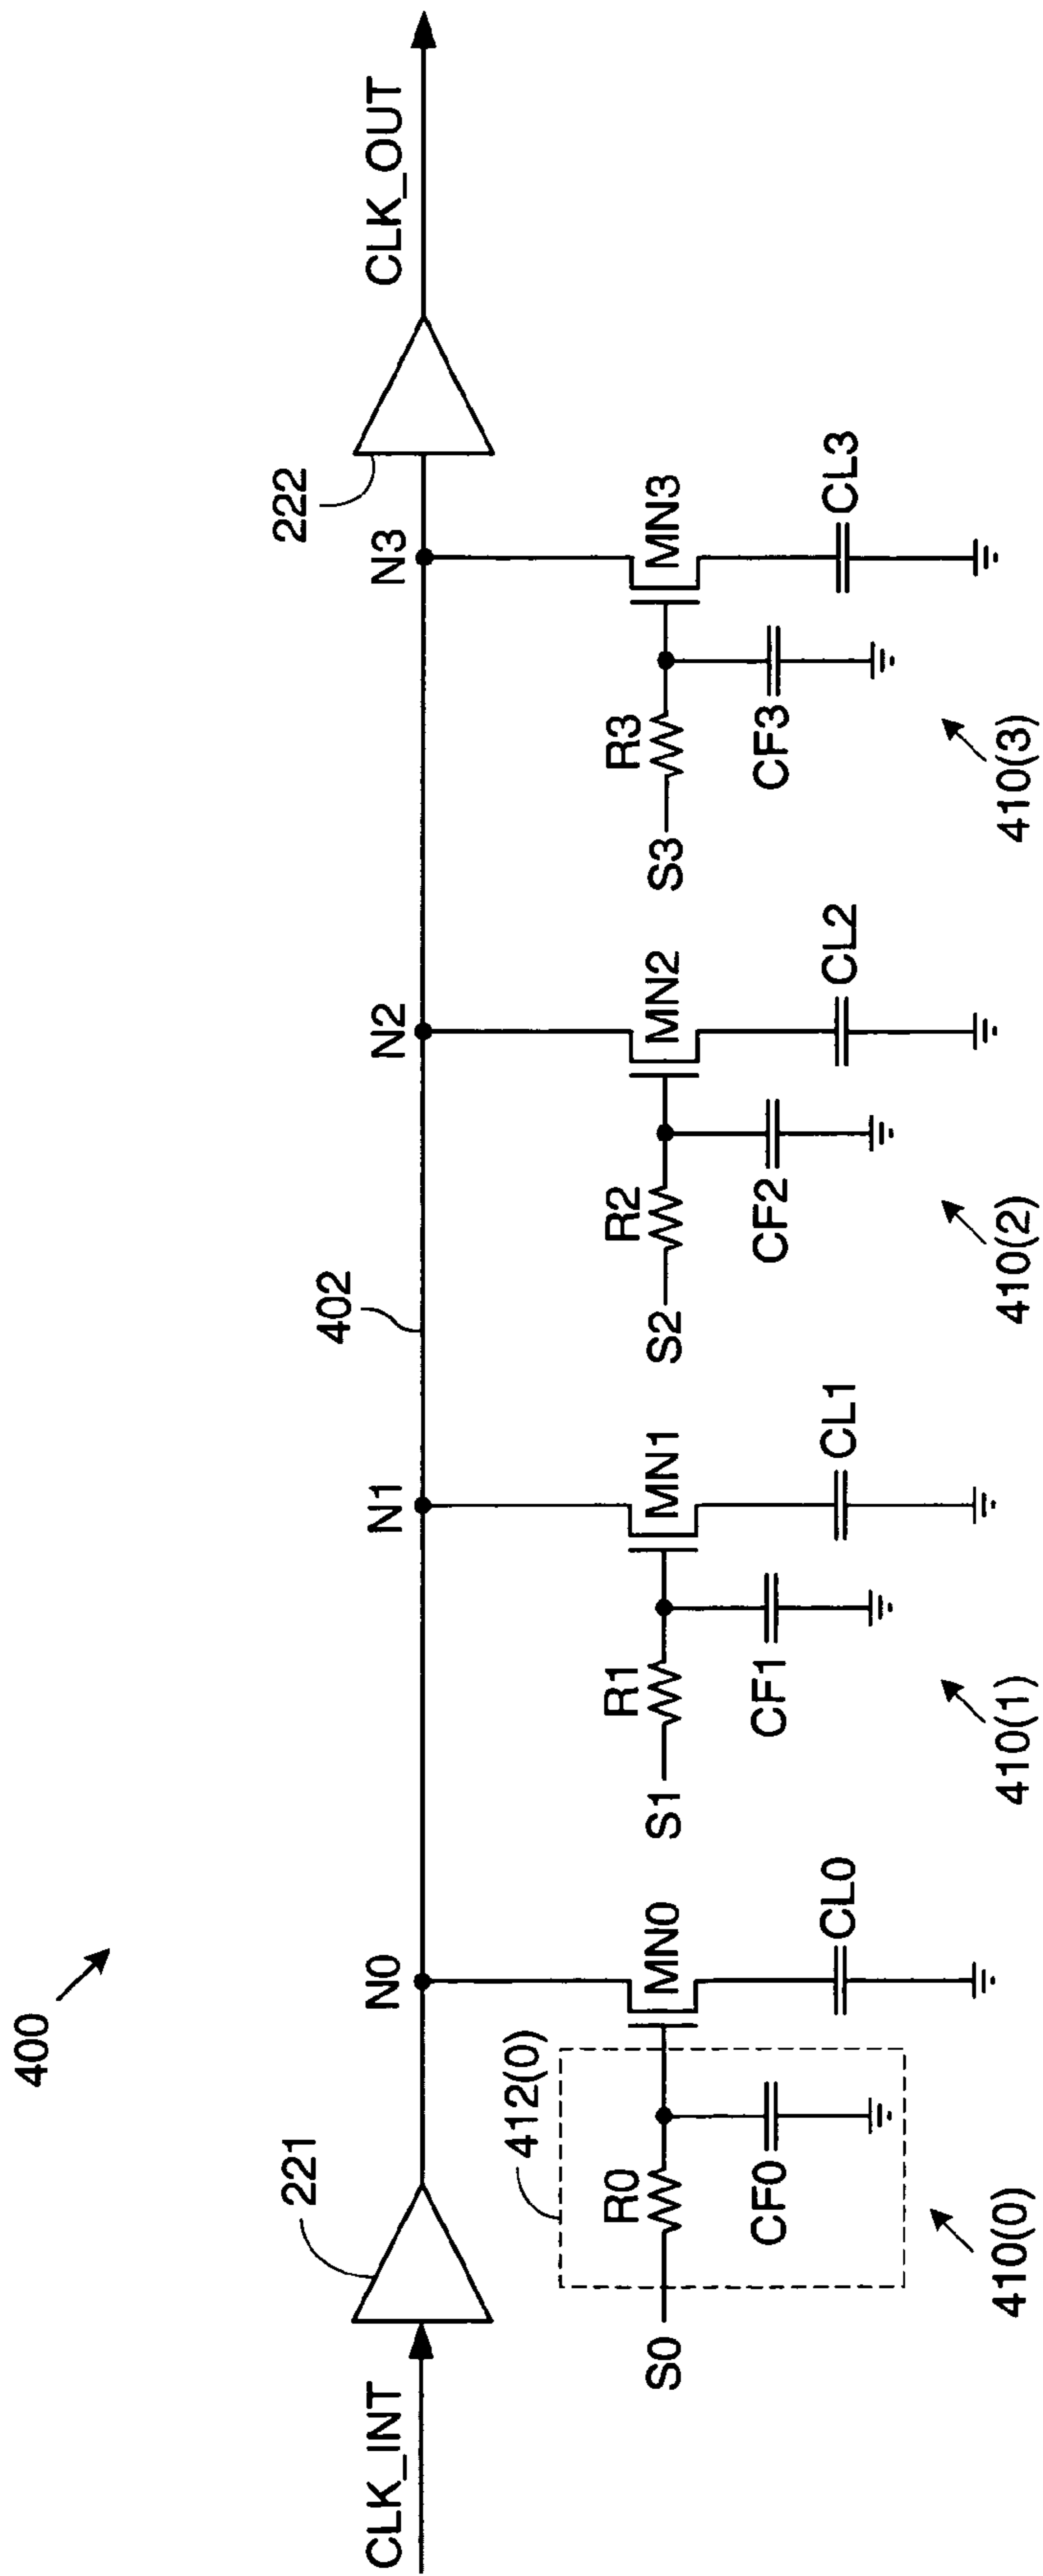 400
CLK_INT
221
402
222
CLK_OUT
N0
N1
N2
N3
412(0)
S0
R0
CF0
MN0
CL0
410(0)
S1
R1
CF1
MN1
CL1
410(1)
S2
R2
CF2
MN2
CL2
410(2)
S3
R3
CF3
MN3
CL3
410(3)